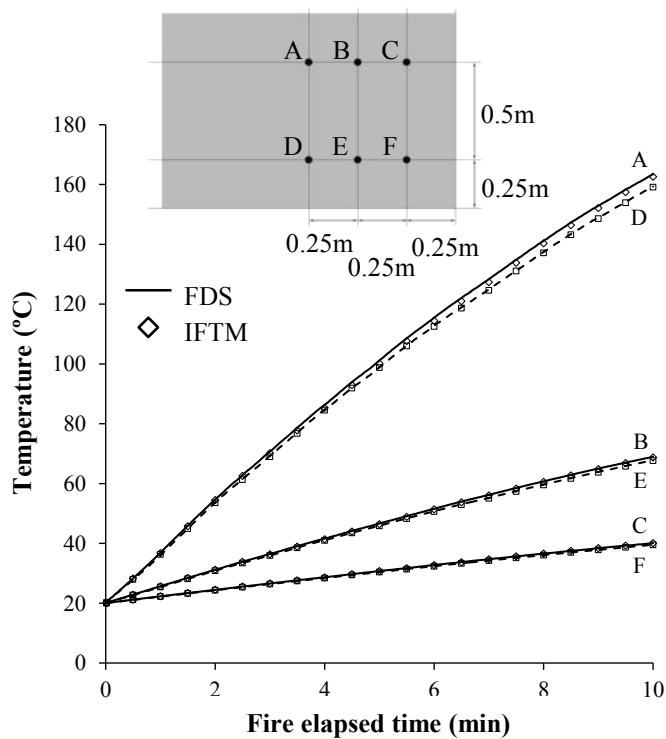 A B C
0.5m
D E F
0.25m
0.25m 0.25m
0.25m
180
160
140
120
100
80
60
40
20
0
Temperature (ºC)
FDS
IFTM
A
D
B
E
C
F
0 2 4 6 8 10
Fire elapsed time (min)